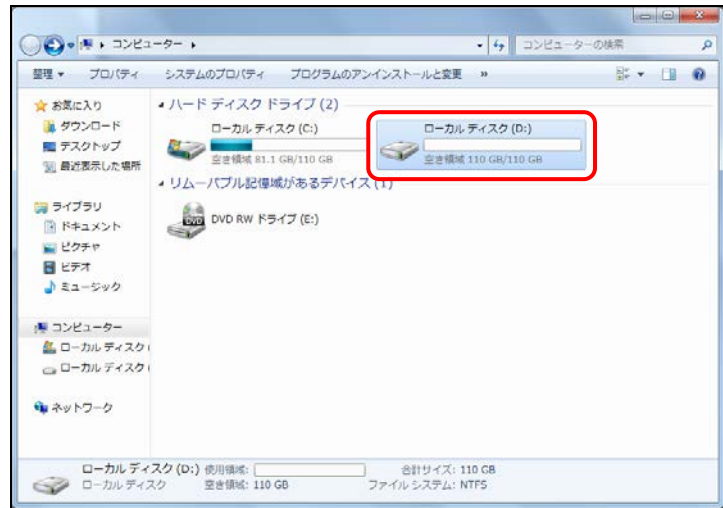 コンピューター
コンピューターの検索
整理 プロパティ システムのプロパティ プログラムのアンインストールと変更 »
お気に入り
ダウンロード
デスクトップ
最近表示した場所
ライブラリ
ドキュメント
ピクチャ
ビデオ
ミュージック
コンピューター
ローカル ディスク (
ローカル ディスク (
ネットワーク
ハード ディスク ドライブ (2)
ローカル ディスク (C:)
空き領域 81.1 GB/110 GB
ローカル ディスク (D:)
空き領域 110 GB/110 GB
リムーバブル記憶域があるデバイス (1)
DVD RW ドライブ (E:)
DVD
ローカル ディスク (D:) 使用領域: 合計サイズ: 110 GB
ローカル ディスク 空き領域: 110 GB ファイル システム: NTFS